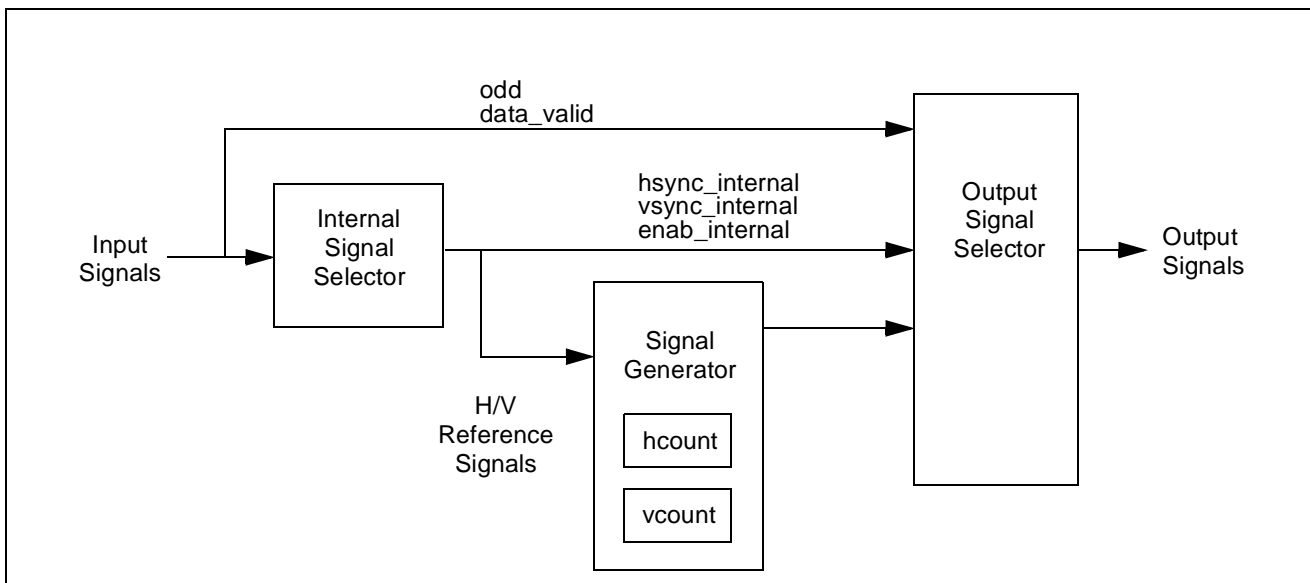 odd
data_valid
hsync_internal
vsync_internal
enab_internal
Input
Signals
Internal
Signal
Selector
Output
Signal
Selector
Output
Signals
Signal
Generator
H/V
Reference
Signals
hcount
vcount